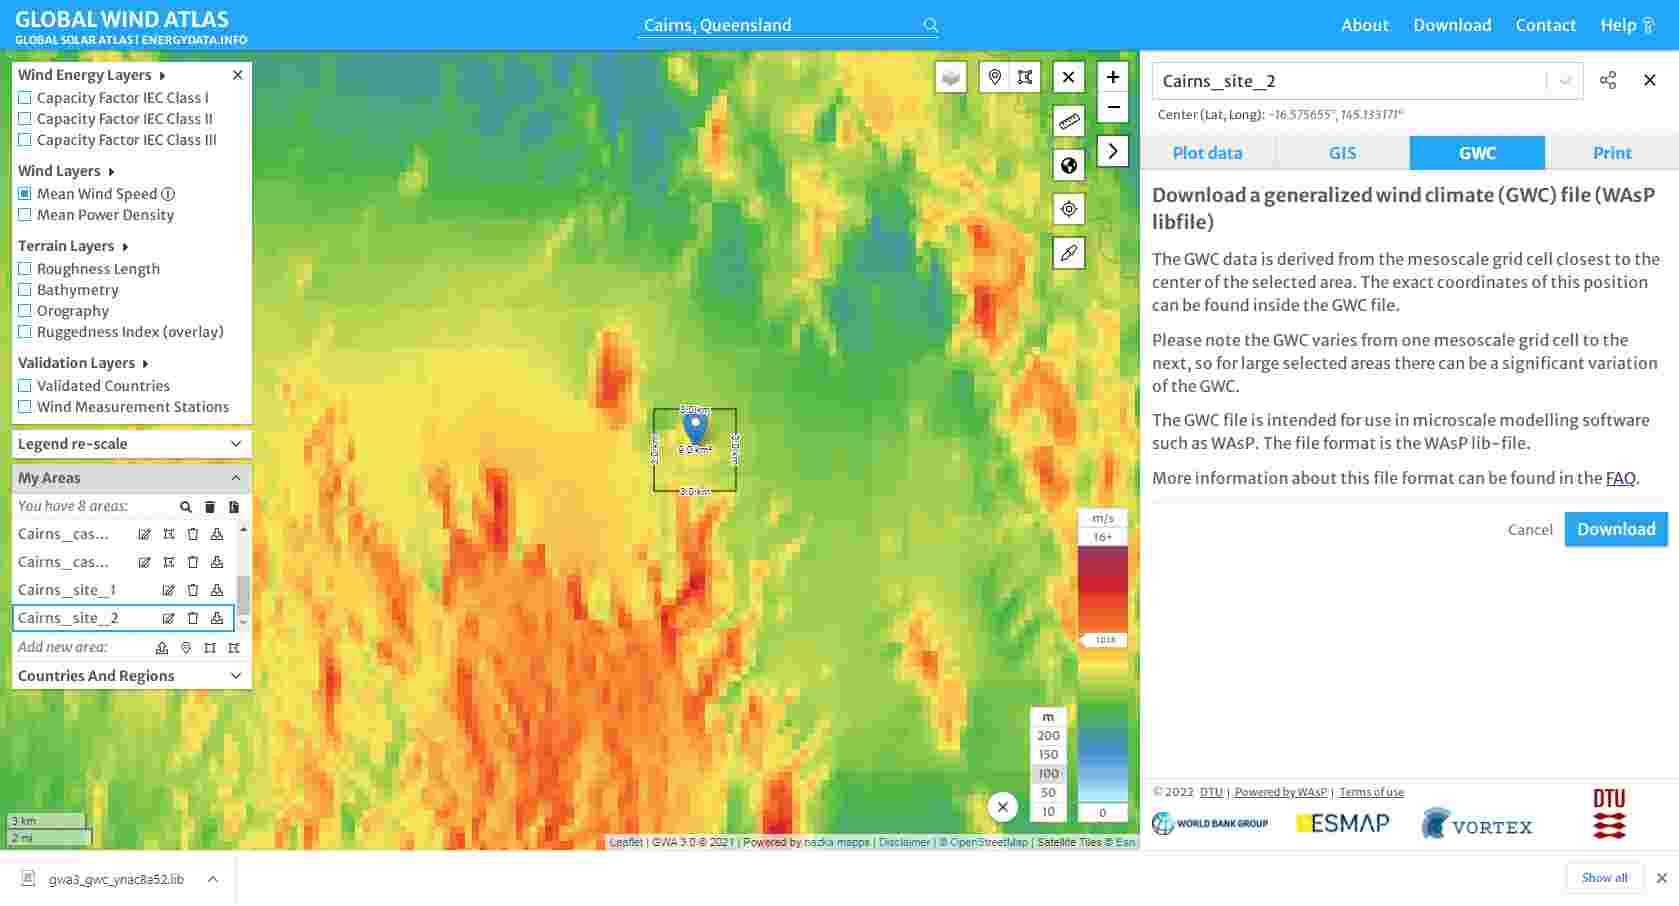 GLOBAL WIND ATLAS
GLOBAL SOLAR ATLAS | ENERGYDATA.INFO
Cairns, Queensland
About
Download
Contact
Help
Wind Energy Layers
Capacity Factor IEC Class I
Capacity Factor IEC Class II
Capacity Factor IEC Class III
Wind Layers
Mean Wind Speed
Mean Power Density
Terrain Layers
Roughness Length
Bathymetry
Orography
Ruggedness Index (overlay)
Validation Layers
Validated Countries
Wind Measurement Stations
Legend re-scale
My Areas
You have 8 areas:
Cairns_cas...
Cairns_cas...
Cairns_site_1
Cairns_site_2
Add new area:
Countries And Regions
3 km
2 mi
3.0 km
3.0 km
3.0 km
m/s
16+
0
m
200
150
100
50
10
Leaflet | GWA 3.0 © 2021 | Powered by nazka mapps | Disclaimer | © OpenStreetMap | Satellite Tiles © Esri
Cairns_site_2
Center (Lat, Long): -16.575655°, 145.133171°
Plot data
GIS
GWC
Print
Download a generalized wind climate (GWC) file (WAsP
libfile)
The GWC data is derived from the mesoscale grid cell closest to the
center of the selected area. The exact coordinates of this position
can be found inside the GWC file.
Please note the GWC varies from one mesoscale grid cell to the
next, so for large selected areas there can be a significant variation
of the GWC.
The GWC file is intended for use in microscale modelling software
such as WAsP. The file format is the WAsP lib-file.
More information about this file format can be found in the FAQ.
Cancel
Download
© 2022 DTU | Powered by WAsP | Terms of use
WORLD BANK GROUP
ESMAP
VORTEX
DTU
gwa3_gwc_ynac8a52.lib
Show all